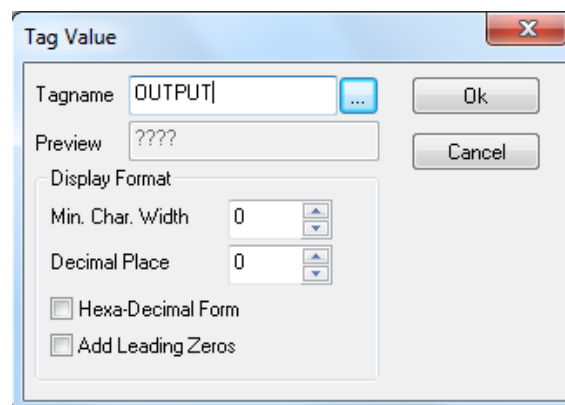 Tag Value
Tagname OUTPUT ... Ok
Preview ???? Cancel
Display Format
Min. Char. Width 0
Decimal Place 0
Hexa-Decimal Form
Add Leading Zeros